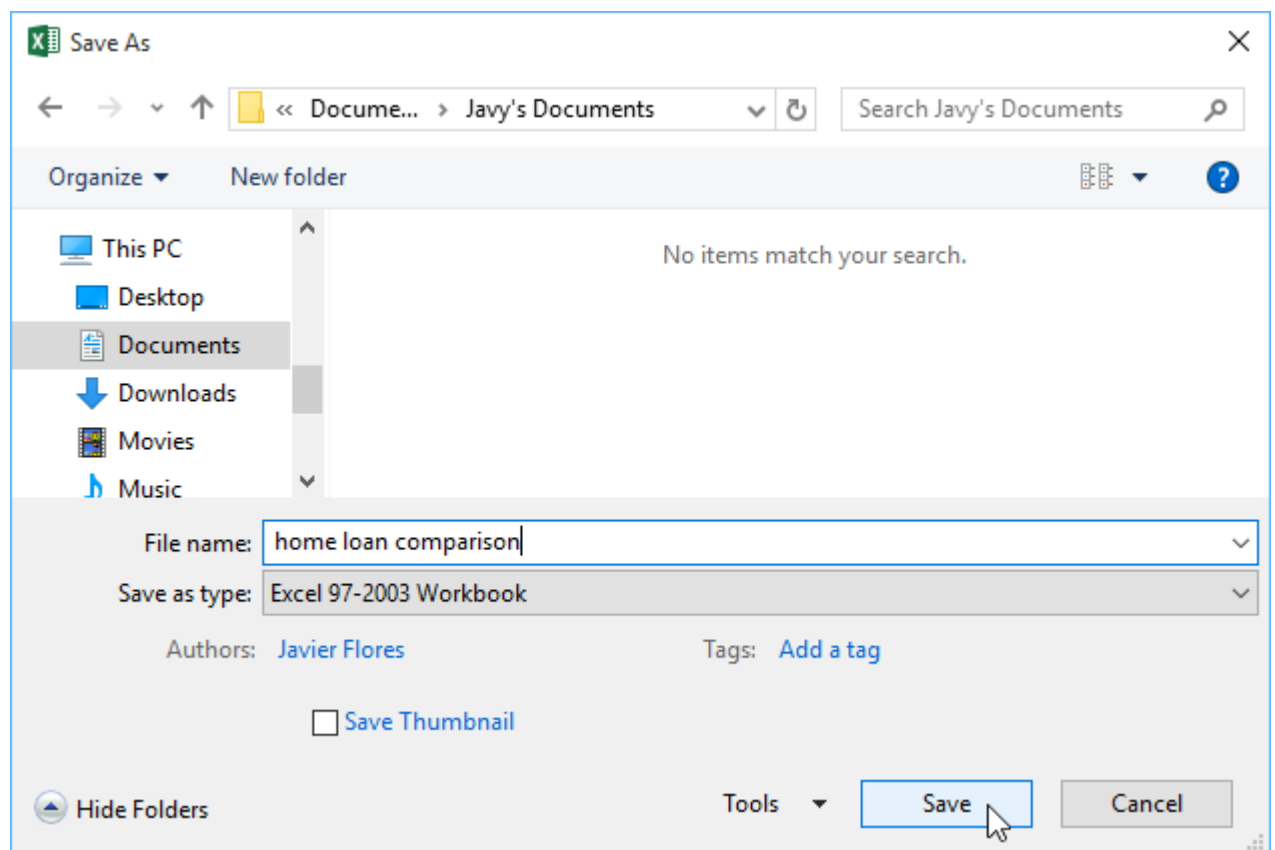 Save As
« Docume... › Javy's Documents
Search Javy's Documents
Organize
New folder
This PC
No items match your search.
Desktop
Documents
Downloads
Movies
Music
File name: home loan comparison
Save as type: Excel 97-2003 Workbook
Authors: Javier Flores
Tags: Add a tag
Save Thumbnail
Hide Folders
Tools
Save
Cancel